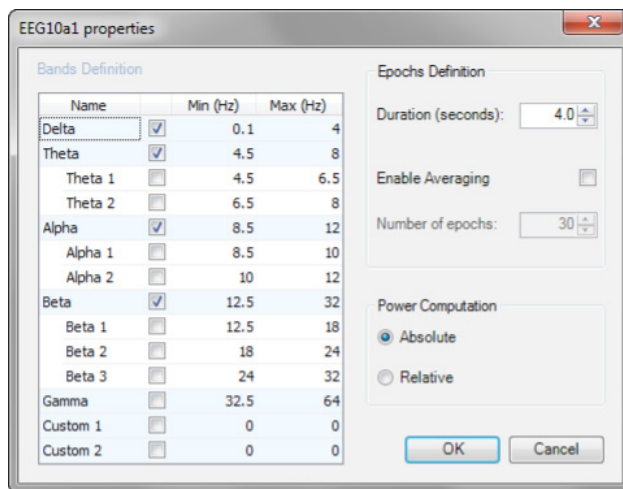 EEG10a1 properties
Bands Definition
Name Min (Hz) Max (Hz)
Delta 0.1 4
Theta 4.5 8
Theta 1 4.5 6.5
Theta 2 6.5 8
Alpha 8.5 12
Alpha 1 8.5 10
Alpha 2 10 12
Beta 12.5 32
Beta 1 12.5 18
Beta 2 18 24
Beta 3 24 32
Gamma 32.5 64
Custom 1 0 0
Custom 2 0 0
Epochs Definition
Duration (seconds): 4.0
Enable Averaging
Number of epochs: 30
Power Computation
Absolute
Relative
OK Cancel